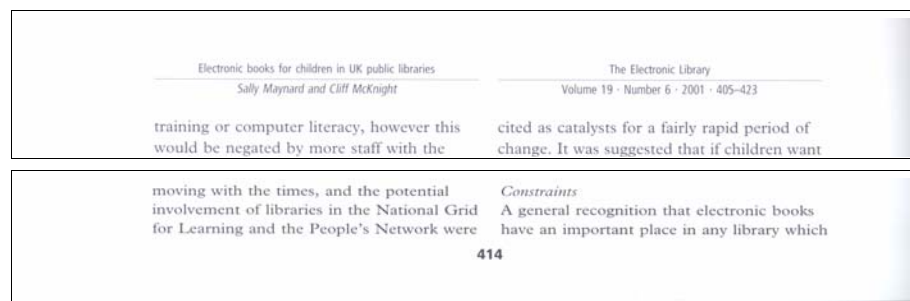 Electronic books for children in UK public libraries
Sally Maynard and Cliff McKnight
The Electronic Library
Volume 19 · Number 6 · 2001 · 405–423
training or computer literacy, however this
would be negated by more staff with the
cited as catalysts for a fairly rapid period of
change. It was suggested that if children want
moving with the times, and the potential
involvement of libraries in the National Grid
for Learning and the People's Network were
Constraints
A general recognition that electronic books
have an important place in any library which
414